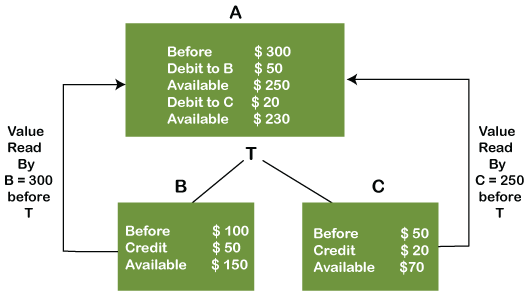 A
Before $ 300
Debit to B $ 50
Available $ 250
Debit to C $ 20
Available $ 230
Value
Read
By
B = 300
before
T
Value
Read
By
C = 250
before
T
T
B
Before $ 100
Credit $ 50
Available $ 150
C
Before $ 50
Credit $ 20
Available $70